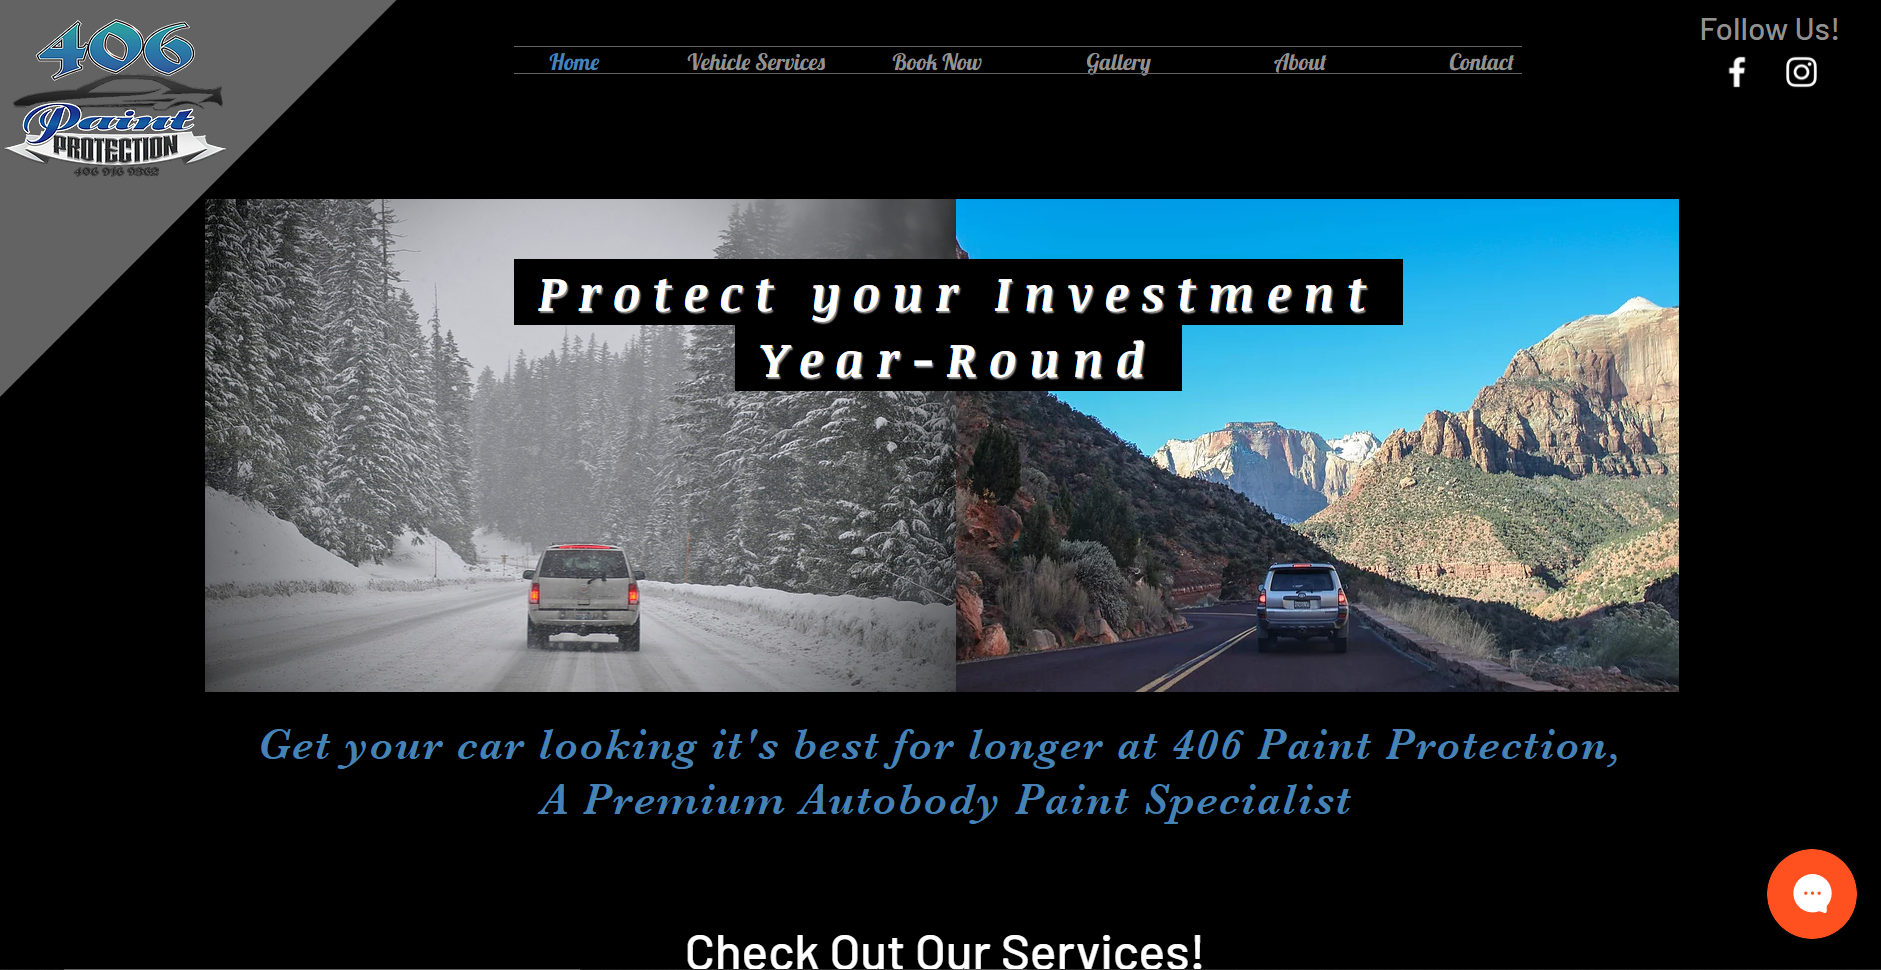 406
Paint
PROTECTION
Home
Vehicle Services
Book Now
Gallery
About
Contact
Follow Us!
Protect your Investment
Year-Round
Get your car looking it's best for longer at 406 Paint Protection,
A Premium Autobody Paint Specialist
Check Out Our Services!